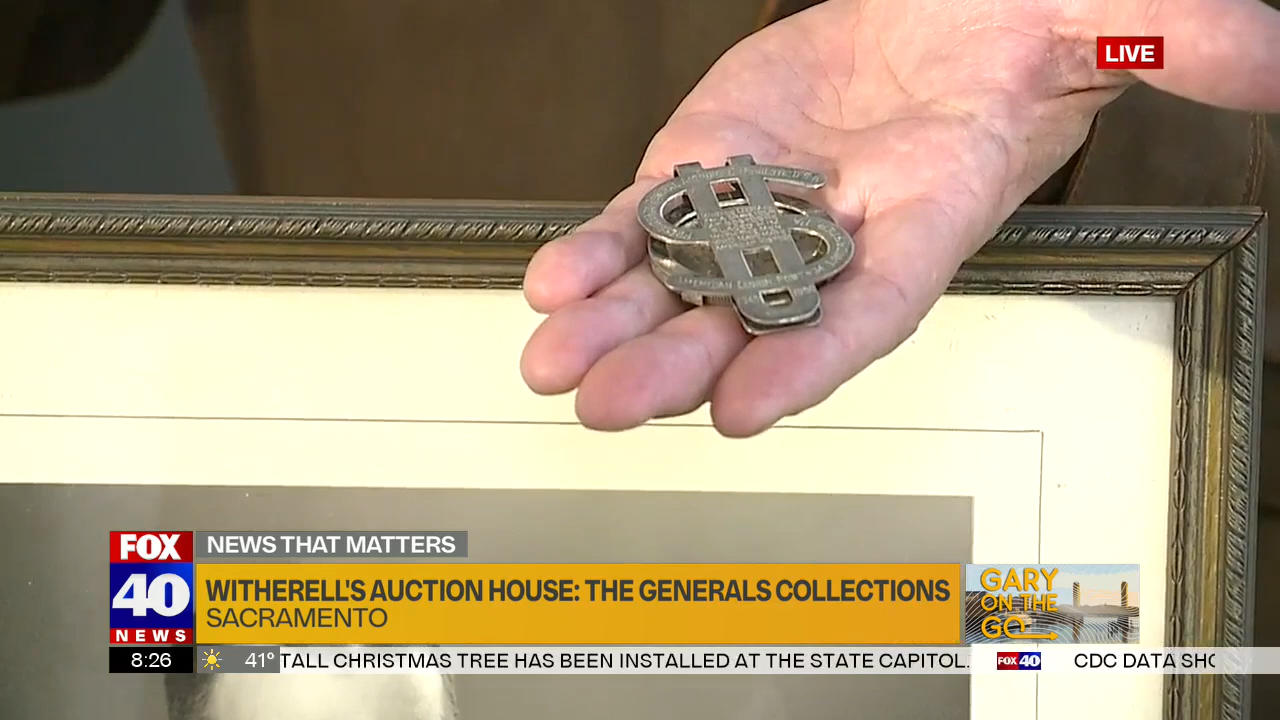 LIVE
FOX
40
NEWS
NEWS THAT MATTERS
WITHERELL'S AUCTION HOUSE: THE GENERALS COLLECTIONS
SACRAMENTO
GARY
ON THE
GO
8:26
41°
TALL CHRISTMAS TREE HAS BEEN INSTALLED AT THE STATE CAPITOL.
FOX 40
CDC DATA